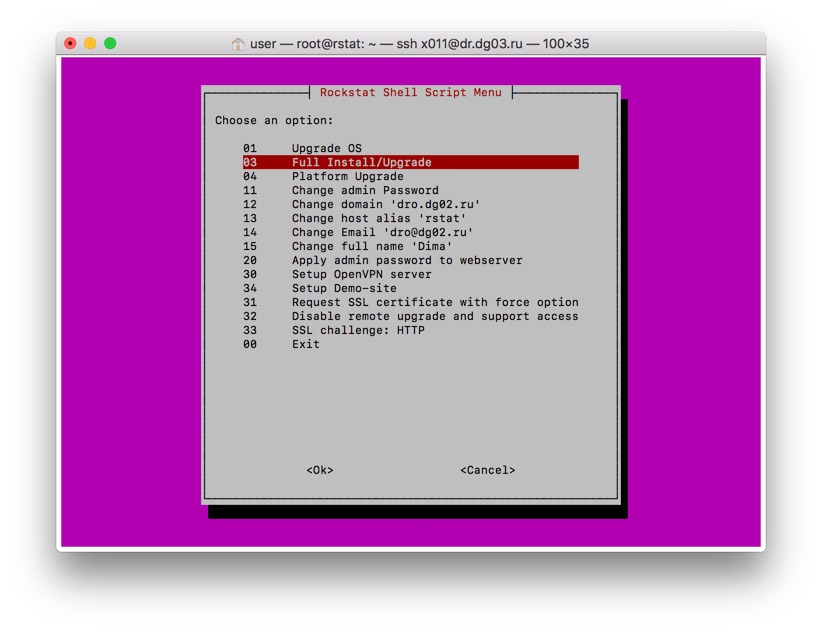 user — root@rstat: ~ — ssh x011@dr.dg03.ru — 100×35
Rockstat Shell Script Menu
Choose an option:
01 Upgrade OS
03 Full Install/Upgrade
04 Platform Upgrade
11 Change admin Password
12 Change domain 'dro.dg02.ru'
13 Change host alias 'rstat'
14 Change Email 'dro@dg02.ru'
15 Change full name 'Dima'
20 Apply admin password to webserver
30 Setup OpenVPN server
34 Setup Demo-site
31 Request SSL certificate with force option
32 Disable remote upgrade and support access
33 SSL challenge: HTTP
00 Exit
<Ok> <Cancel>